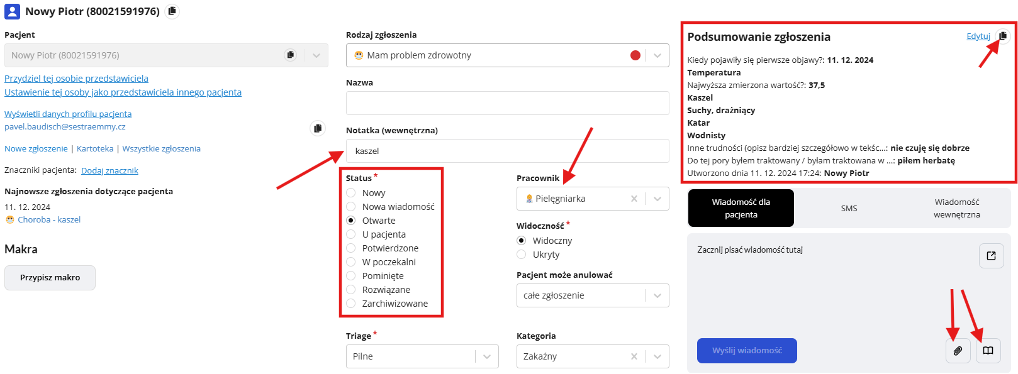 Nowy Piotr (80021591976)
Pacjent
Nowy Piotr (80021591976)
Przydziel tej osobie przedstawiciela
Ustawienie tej osoby jako przedstawiciela innego pacjenta
Wyświetli danych profilu pacjenta
pavel.baudisch@sestraemmy.cz
Nowe zgłoszenie | Kartoteka | Wszystkie zgłoszenia
Znaczniki pacjenta: Dodaj znacznik
Najnowsze zgłoszenia dotyczące pacjenta
11. 12. 2024
Choroba - kaszel
Makra
Przypisz makro
Rodzaj zgłoszenia
Mam problem zdrowotny
Nazwa
Notatka (wewnętrzna)
kaszel
Status *
Nowy
Nowa wiadomość
Otwarte
U pacjenta
Potwierdzone
W poczekalni
Pominięte
Rozwiązane
Zarchiwizowane
Pracownik
Pielęgniarka
Widoczność *
Widoczny
Ukryty
Pacjent może anulować
całe zgłoszenie
Triage *
Pilne
Kategoria
Zakaźny
Podsumowanie zgłoszenia
Edytuj
Kiedy pojawiły się pierwsze objawy?: 11. 12. 2024
Temperatura
Najwyższa zmierzona wartość?: 37,5
Kaszel
Suchy, drażniący
Katar
Wodnisty
Inne trudności (opisz bardziej szczegółowo w tekśc...: nie czuję się dobrze
Do tej pory byłem traktowany / byłam traktowana w ...: piłem herbatę
Utworzono dnia 11. 12. 2024 17:24: Nowy Piotr
Wiadomość dla
pacjenta
SMS
Wiadomość
wewnętrzna
Zacznij pisać wiadomość tutaj
Wyślij wiadomość